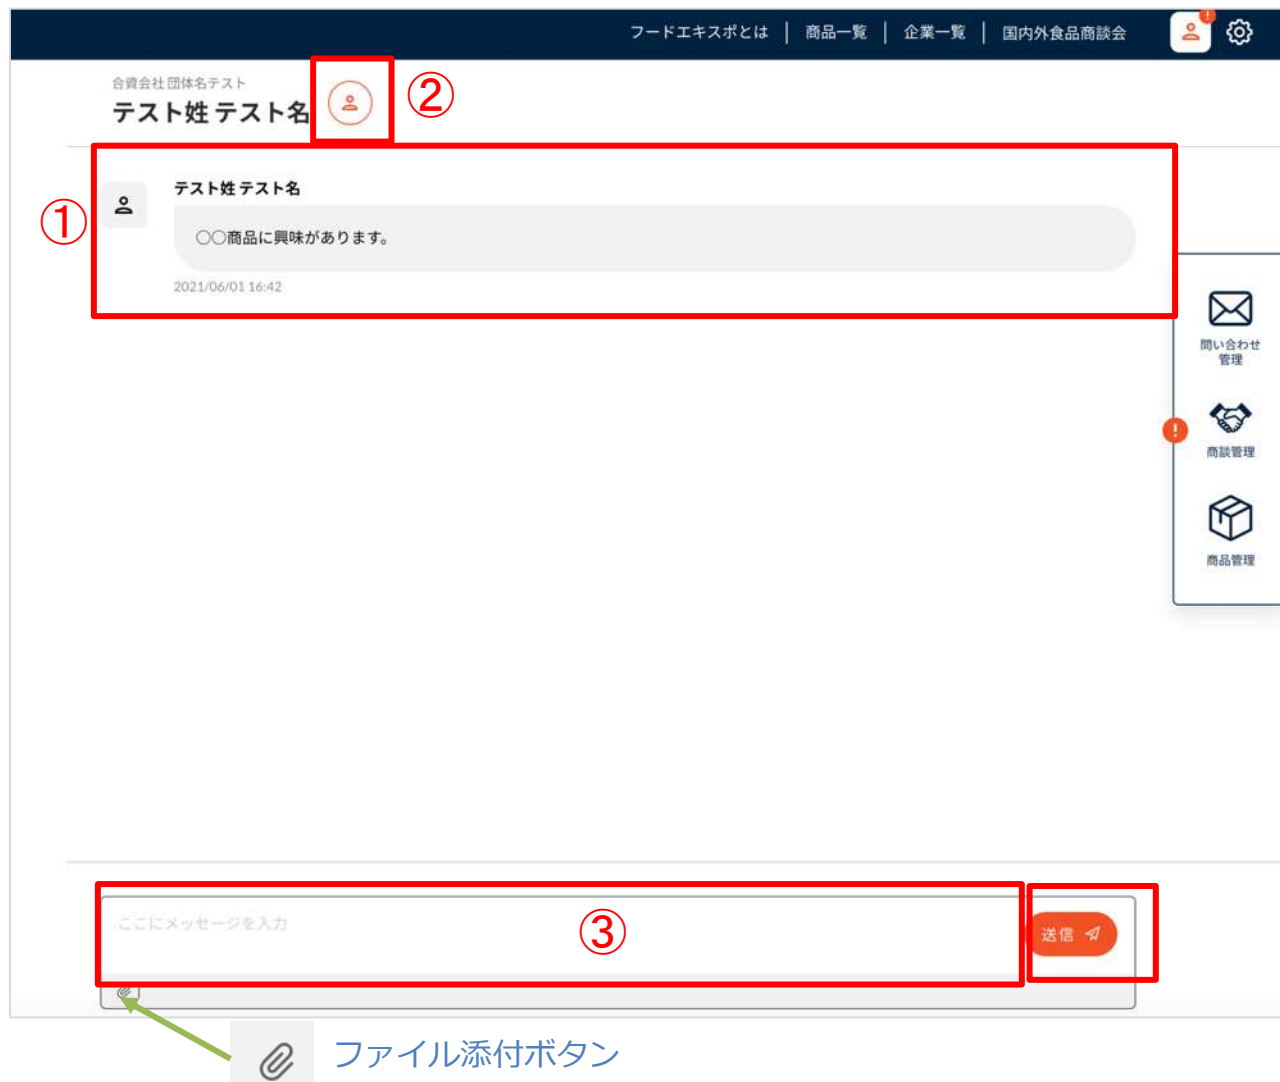 フードエキスポとは | 商品一覧 | 企業一覧 | 国内外食品商談会
合資会社 団体名テスト
テスト姓 テスト名
②
①
テスト姓 テスト名
○○商品に興味があります。
2021/06/01 16:42
問い合わせ
管理
!
商談管理
商品管理
ここにメッセージを入力
③
送信
ファイル添付ボタン